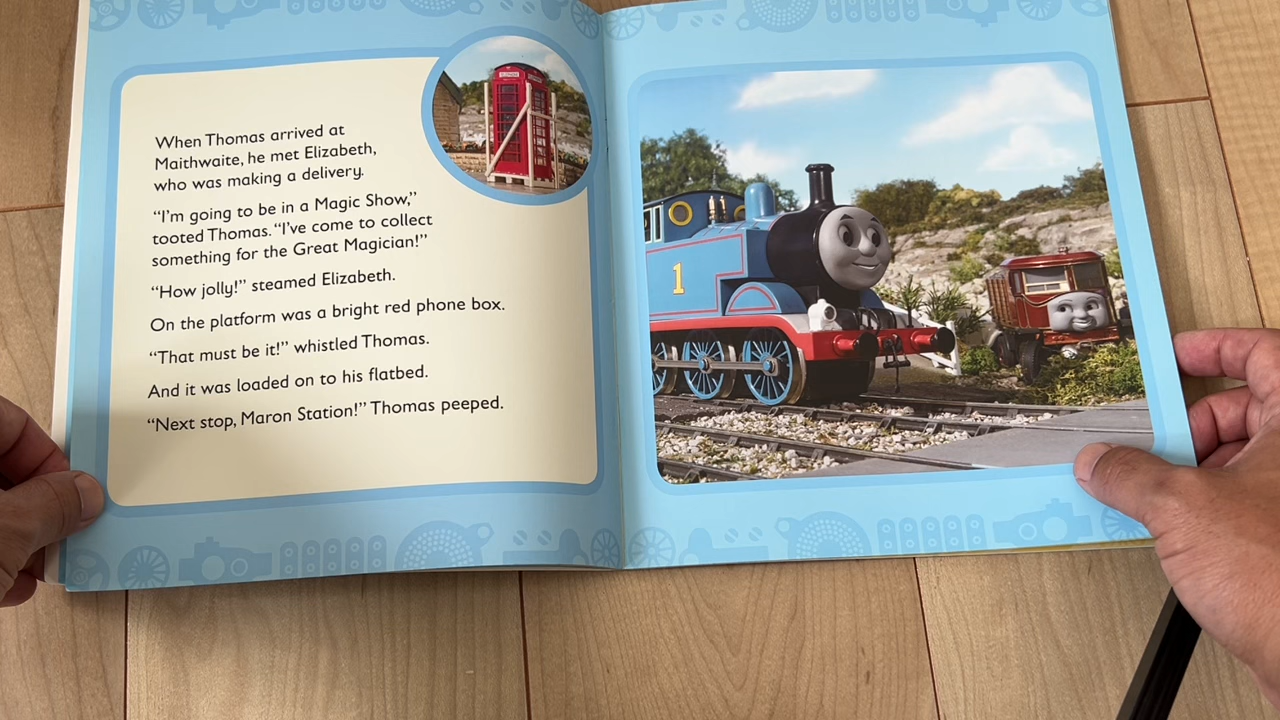 When Thomas arrived at
Maithwaite, he met Elizabeth,
who was making a delivery.
“I’m going to be in a Magic Show,”
tooted Thomas. “I’ve come to collect
something for the Great Magician!”
“How jolly!” steamed Elizabeth.
On the platform was a bright red phone box.
“That must be it!” whistled Thomas.
And it was loaded on to his flatbed.
“Next stop, Maron Station!” Thomas peeped.
TELEPHONE
1